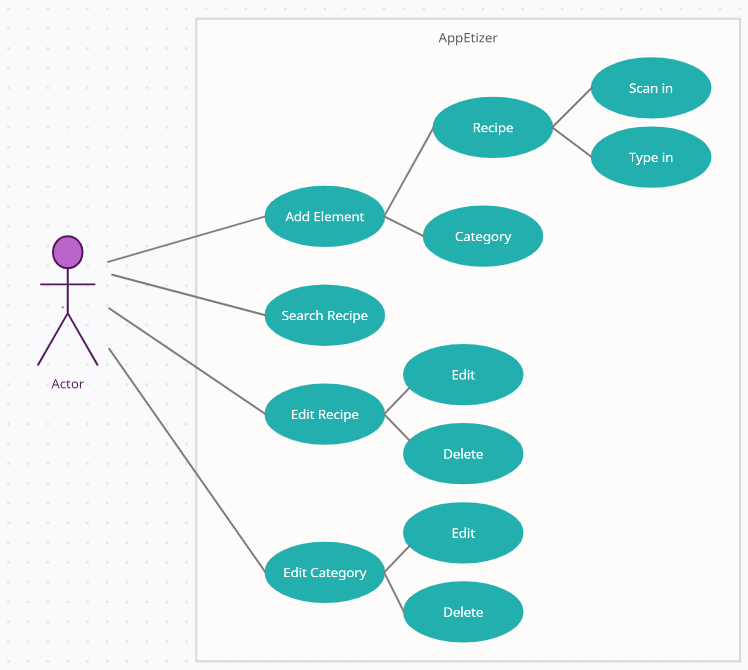 AppEtizer
Scan in
Recipe
Type in
Add Element
Category
Search Recipe
Edit
Actor
Edit Recipe
Delete
Edit
Edit Category
Delete